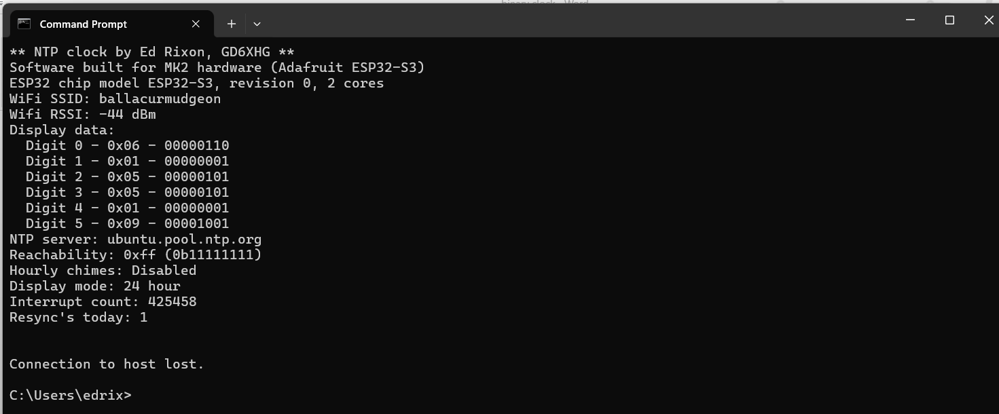 binary clock - Word
Command Prompt
** NTP clock by Ed Rixon, GD6XHG **
Software built for MK2 hardware (Adafruit ESP32-S3)
ESP32 chip model ESP32-S3, revision 0, 2 cores
WiFi SSID: ballacurmudgeon
Wifi RSSI: -44 dBm
Display data:
  Digit 0 - 0x06 - 00000110
  Digit 1 - 0x01 - 00000001
  Digit 2 - 0x05 - 00000101
  Digit 3 - 0x05 - 00000101
  Digit 4 - 0x01 - 00000001
  Digit 5 - 0x09 - 00001001
NTP server: ubuntu.pool.ntp.org
Reachability: 0xff (0b11111111)
Hourly chimes: Disabled
Display mode: 24 hour
Interrupt count: 425458
Resync's today: 1
Connection to host lost.
C:\Users\edrix>